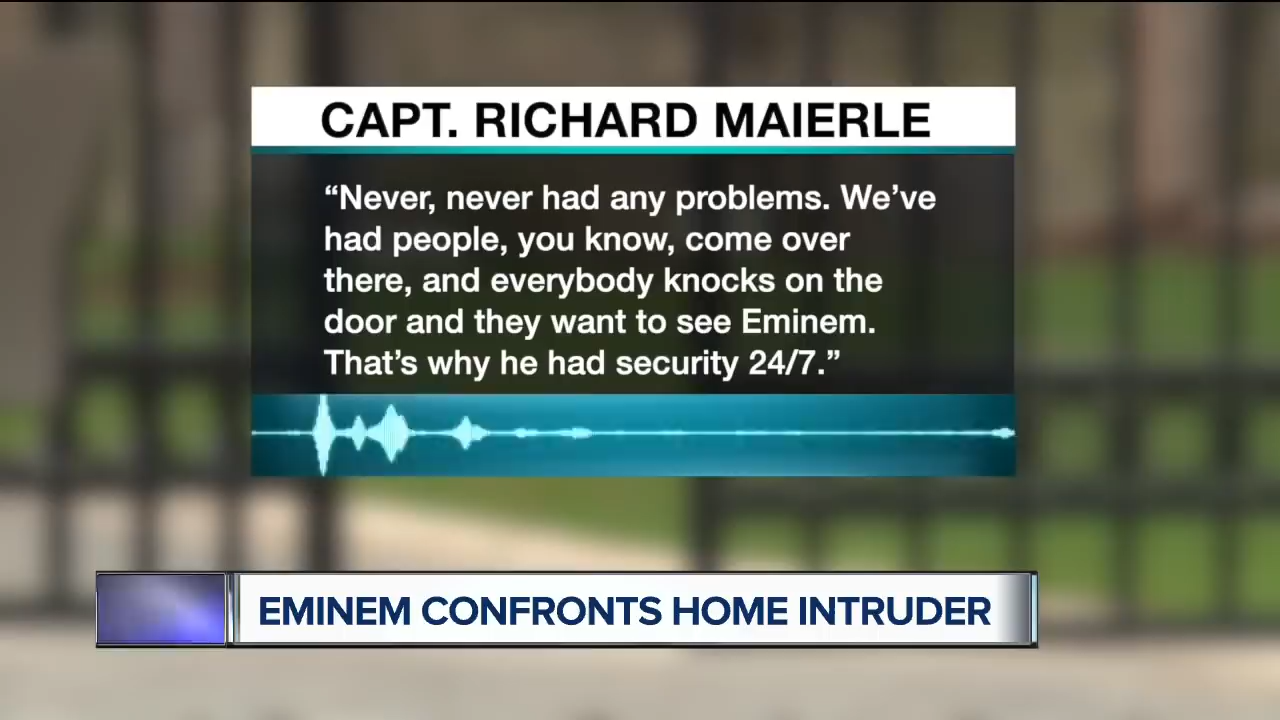 CAPT. RICHARD MAIERLE
“Never, never had any problems. We’ve
had people, you know, come over
there, and everybody knocks on the
door and they want to see Eminem.
That’s why he had security 24/7.”
EMINEM CONFRONTS HOME INTRUDER